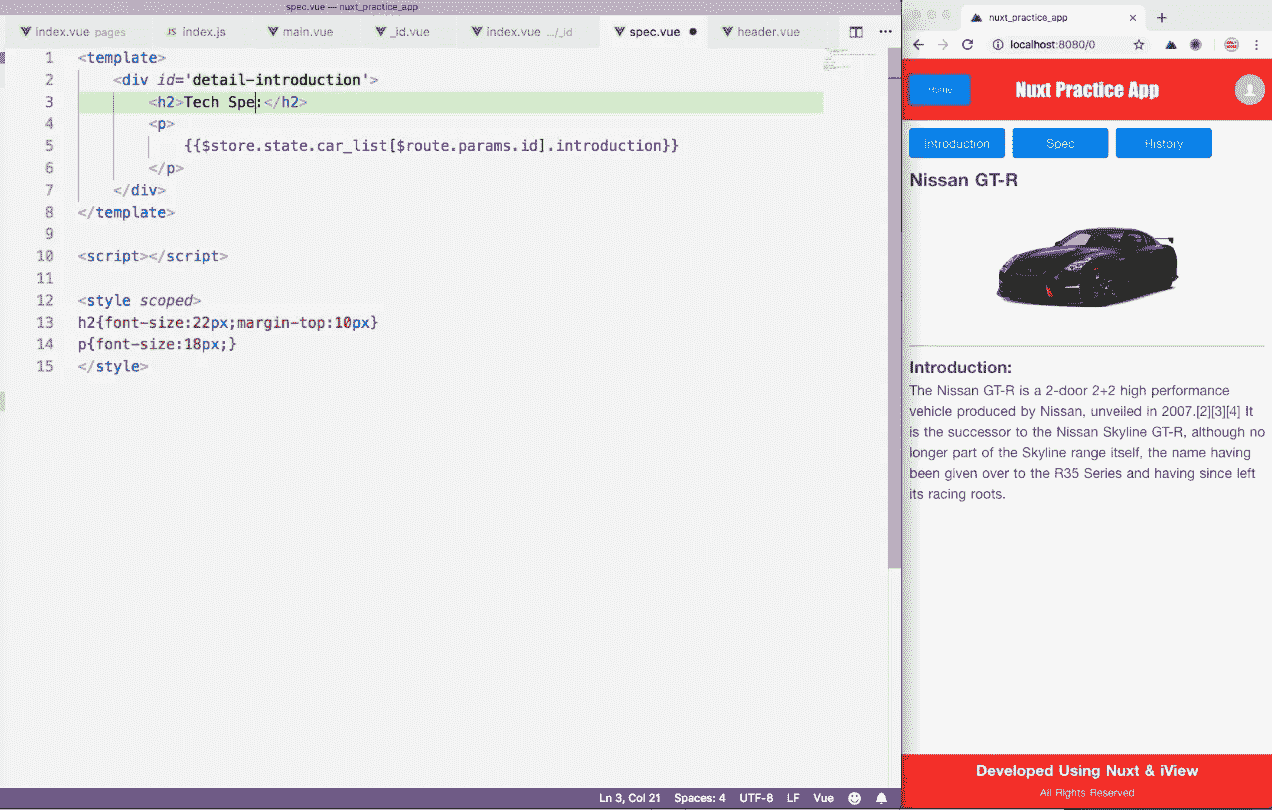 spec.vue — nuxt_practice_app
index.vue pages
index.js
main.vue
_id.vue
index.vue .../_id
spec.vue
header.vue
1 <template>
2 <div id='detail-introduction'>
3 <h2>Tech Spe:</h2>
4 <p>
5 {{$store.state.car_list[$route.params.id].introduction}}
6 </p>
7 </div>
8 </template>
9
10 <script></script>
11
12 <style scoped>
13 h2{font-size:22px;margin-top:10px}
14 p{font-size:18px;}
15 </style>
Ln 3, Col 21 Spaces: 4 UTF-8 LF Vue
nuxt_practice_app
localhost:8080/0
Home
Nuxt Practice App
Introduction
Spec
History
Nissan GT-R
Introduction:
The Nissan GT-R is a 2-door 2+2 high performance
vehicle produced by Nissan, unveiled in 2007.[2][3][4] It
is the successor to the Nissan Skyline GT-R, although no
longer part of the Skyline range itself, the name having
been given over to the R35 Series and having since left
its racing roots.
Developed Using Nuxt & iView
All Rights Reserved